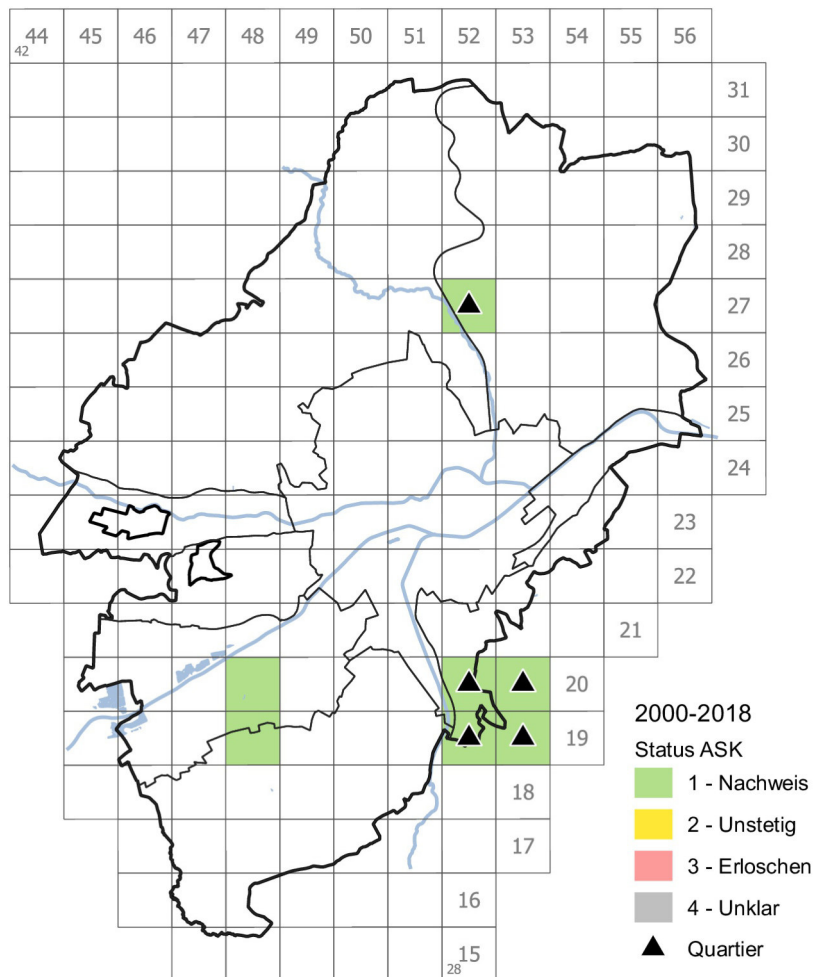 44 45 46 47 48 49 50 51 52 53 54 55 56
42
31
30
29
28
27
26
25
24
23
22
21
20
19
18
17
16
15
28
2000-2018
Status ASK
1 - Nachweis
2 - Unstetig
3 - Erloschen
4 - Unklar
Quartier